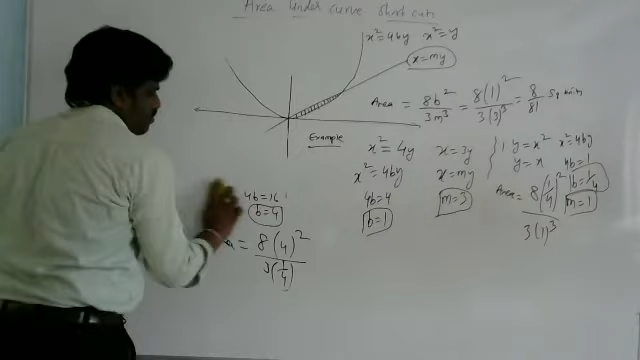 Area Under curve Short cuts
x²=4by x²=y
x=my
Area = 8b²/3m³ = 8(1)²/3(3)³ = 8/81 Sq units
Example
x²=4y x=3y
x²=4by x=my
4b=4 m=3
b=1
1) y=x² x²=4by
y=x 4b=1
b=1/4
Area= 8(1/4)²/3(1)³ m=1
4b=16
b=4
= 8(4)²/3(1/4)